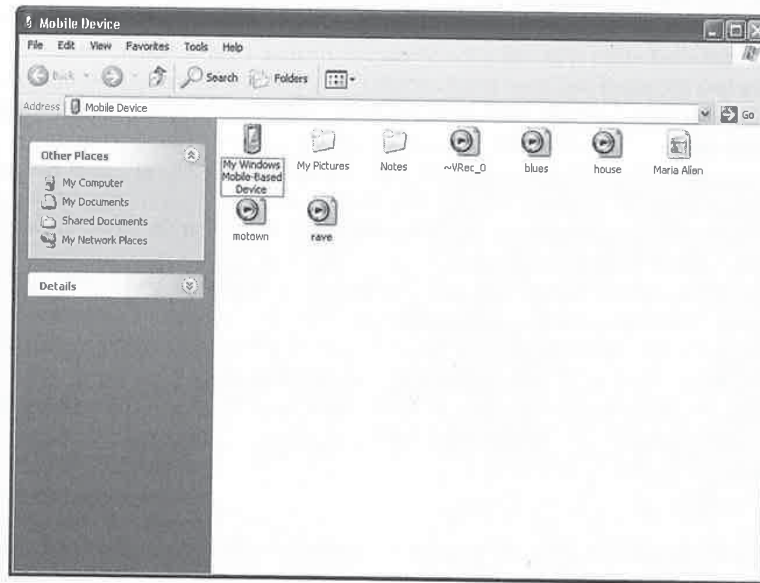 Mobile Device
File Edit View Favorites Tools Help
Back Search Folders
Address Mobile Device Go
Other Places
My Computer
My Documents
Shared Documents
My Network Places
Details
My Windows Mobile-Based Device
My Pictures
Notes
~VRec_0
blues
house
Maria Alien
motown
rave